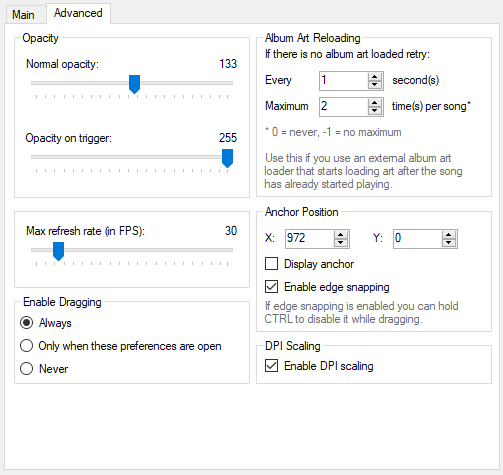 Main
Advanced
Opacity
Normal opacity: 133
Opacity on trigger: 255
Max refresh rate (in FPS): 30
Enable Dragging
Always
Only when these preferences are open
Never
Album Art Reloading
If there is no album art loaded retry:
Every 1 second(s)
Maximum 2 time(s) per song*
* 0 = never, -1 = no maximum
Use this if you use an external album art
loader that starts loading art after the song
has already started playing.
Anchor Position
X: 972 Y: 0
Display anchor
Enable edge snapping
If edge snapping is enabled you can hold
CTRL to disable it while dragging.
DPI Scaling
Enable DPI scaling